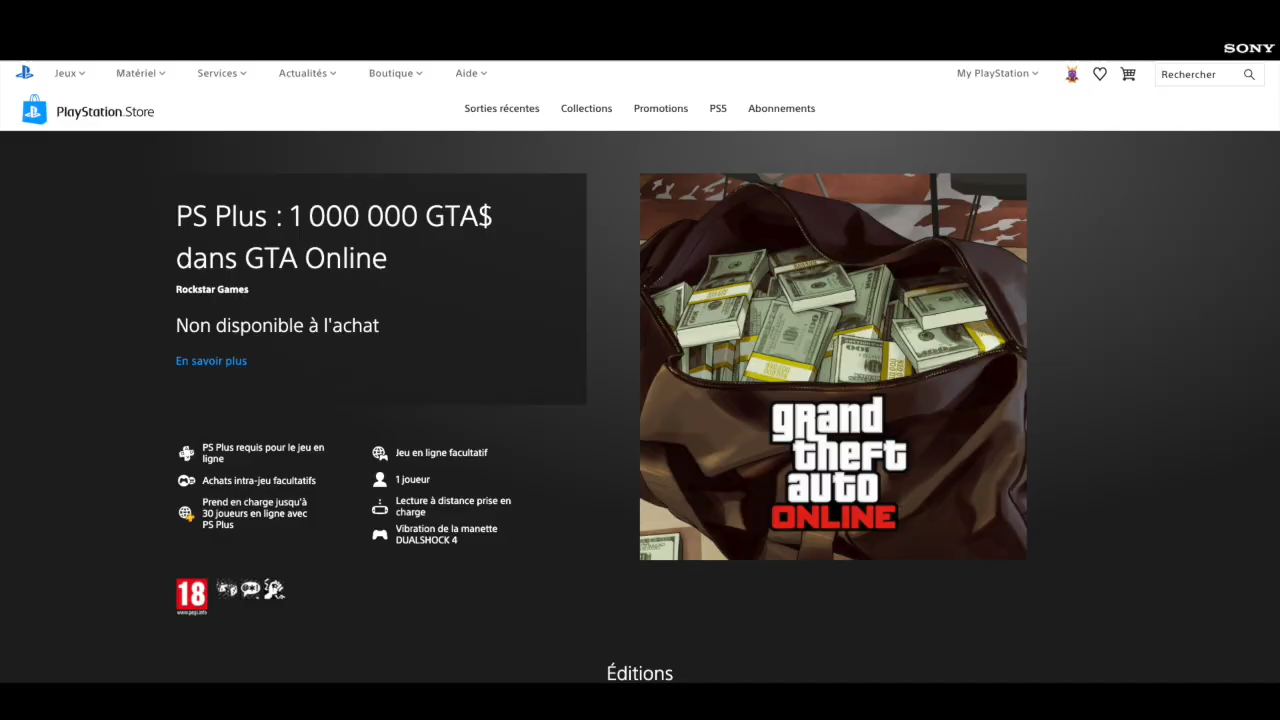 SONY
Jeux
Matériel
Services
Actualités
Boutique
Aide
My PlayStation
Rechercher
PlayStation Store
Sorties récentes
Collections
Promotions
PS5
Abonnements
PS Plus : 1 000 000 GTA$
dans GTA Online
Rockstar Games
Non disponible à l'achat
En savoir plus
PS Plus requis pour le jeu en
ligne
Achats intra-jeu facultatifs
Prend en charge jusqu'à
30 joueurs en ligne avec
PS Plus
Jeu en ligne facultatif
1 joueur
Lecture à distance prise en
charge
Vibration de la manette
DUALSHOCK 4
18
www.pegi.info
grand
theft
auto
ONLINE
Éditions